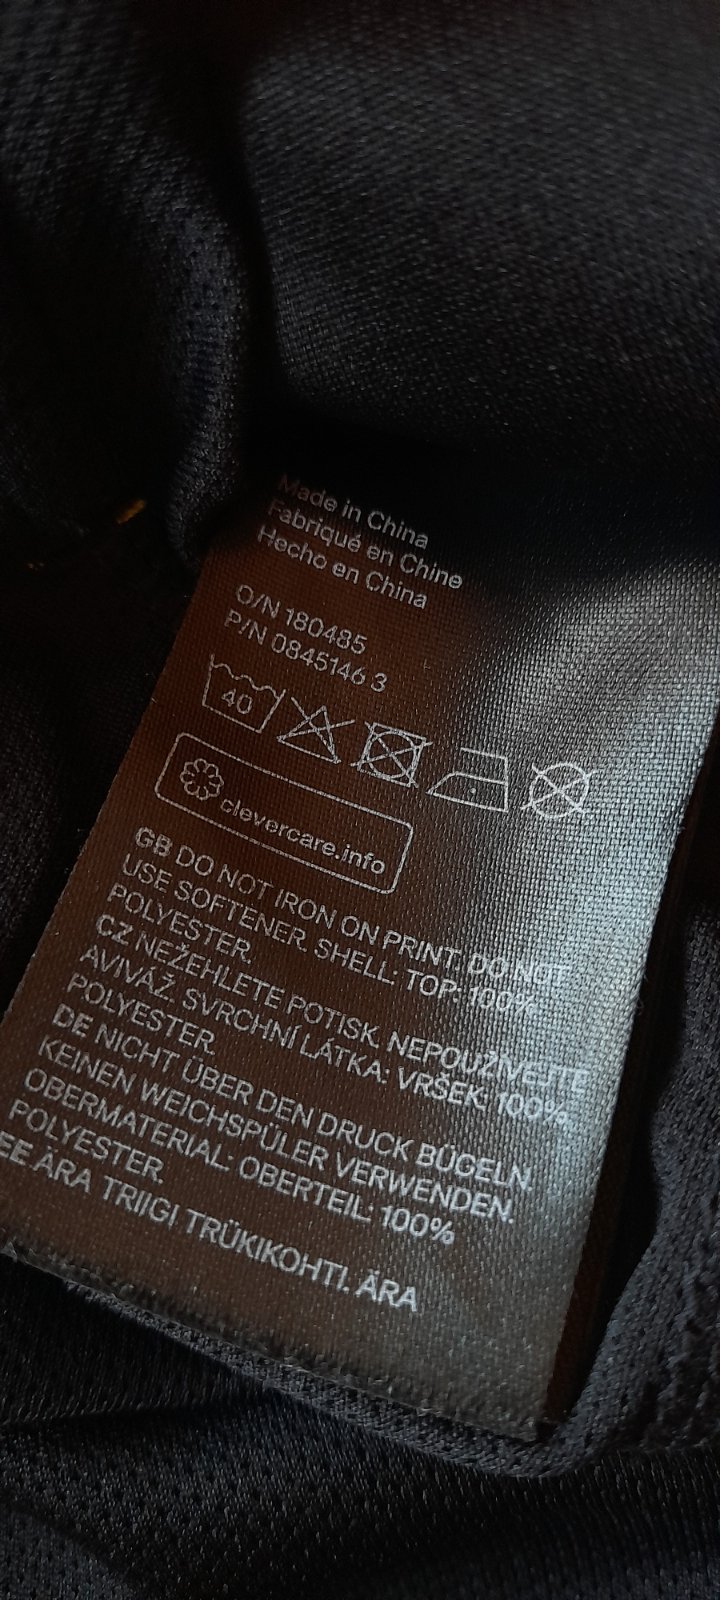 Made in China
Fabriqué en Chine
Hecho en China
O/N 180485
P/N 0845146 3
40
clevercare.info
GB DO NOT IRON ON PRINT. DO NOT
USE SOFTENER. SHELL: TOP: 100%
POLYESTER.
CZ NEŽEHLETE POTISK. NEPOUŽÍVEJTE
AVIVÁŽ. SVRCHNÍ LÁTKA: VRŠEK: 100%
POLYESTER.
DE NICHT ÜBER DEN DRUCK BÜGELN.
KEINEN WEICHSPÜLER VERWENDEN.
OBERMATERIAL: OBERTEIL: 100%
POLYESTER.
EE ÄRA TRIIGI TRÜKIKOHTI. ÄRA